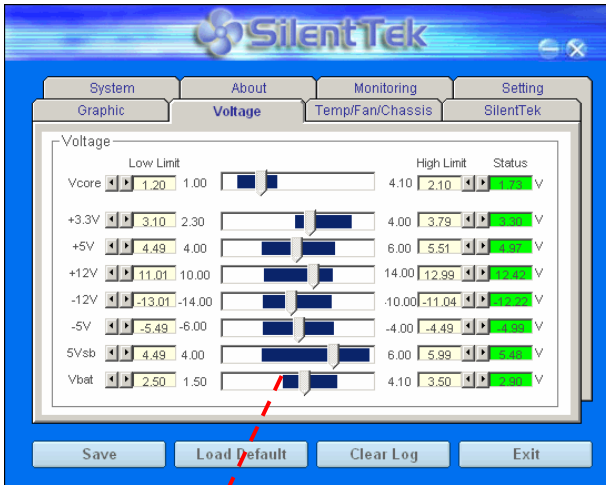 SilentTek
System About Monitoring Setting
Graphic Voltage Temp/Fan/Chassis SilentTek
Voltage
Low Limit High Limit Status
Vcore 1.20 1.00 4.10 2.10 1.73 V
+3.3V 3.10 2.30 4.00 3.79 3.30 V
+5V 4.49 4.00 6.00 5.51 4.97 V
+12V 11.01 10.00 14.00 12.99 12.42 V
-12V -13.01 -14.00 -10.00 -11.04 -12.22 V
-5V -5.49 -6.00 -4.00 -4.49 -4.99 V
5Vsb 4.49 4.00 6.00 5.99 5.48 V
Vbat 2.50 1.50 4.10 3.50 2.90 V
Save Load Default Clear Log Exit